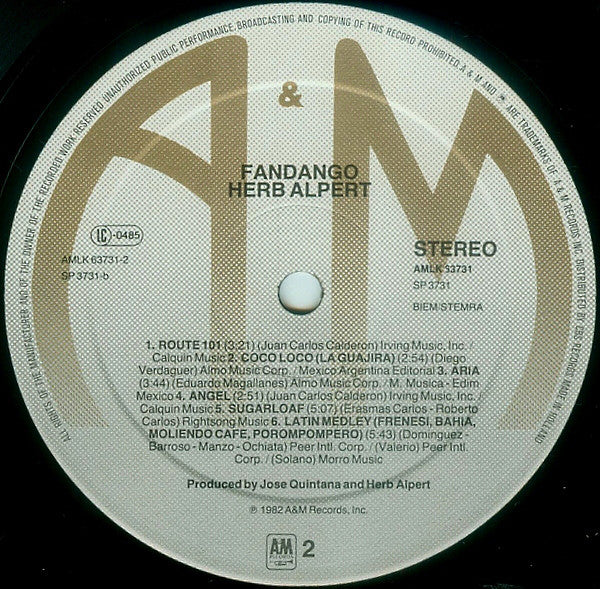 ALL RIGHTS OF THE MANUFACTURER AND OF THE OWNER OF THE RECORDED WORK RESERVED UNAUTHORIZED PUBLIC PERFORMANCE, BROADCASTING AND COPYING OF THIS RECORD PROHIBITED A & M AND ✶ ARE TRADEMARKS OF A & M RECORDS INC DISTRIBUTED BY CBS RECORDS MADE IN HOLLAND
A & M
FANDANGO
HERB ALPERT
LC-0485
AMLK 63731-2
SP 3731-b
STEREO
AMLK 63731
SP 3731
BIEM/STEMRA
1. ROUTE 101 (3:21) (Juan Carlos Calderon) Irving Music, Inc. /
Calquin Music 2. COCO LOCO (LA GUAJIRA) (2:54) (Diego
Verdaguer) Almo Music Corp. / Mexico Argentina Editorial 3. ARIA
(3:44) (Eduardo Magallanes) Almo Music Corp. / M. Musica - Edim
Mexico 4. ANGEL (2:51) (Juan Carlos Calderon) Irving Music, Inc. /
Calquin Music 5. SUGARLOAF (5:07) (Erasmas Carlos - Roberto
Carlos) Rightsong Music 6. LATIN MEDLEY (FRENESI, BAHIA,
MOLIENDO CAFE, POROMPOMPERO) (5:43) (Dominguez -
Barroso - Manzo - Ochiata) Peer Intl. Corp. / (Valerio) Peer Intl.
Corp. / (Solano) Morro Music
Produced by Jose Quintana and Herb Alpert
℗ 1982 A&M Records, Inc.
A&M
RECORDS
2